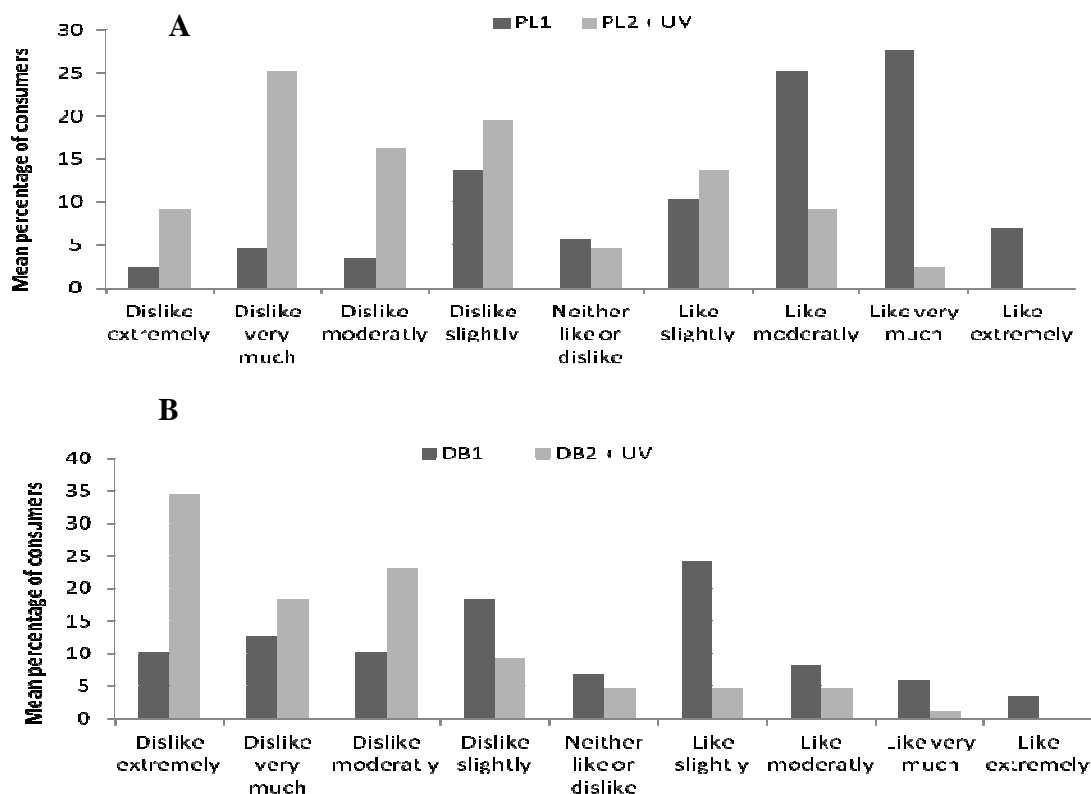 A
PL1 PL2 + UV
Mean percentage of consumers
30
25
20
15
10
5
0
Dislike extremely
Dislike very much
Dislike moderatly
Dislike slightly
Neither like or dislike
Like slightly
Like moderatly
Like very much
Like extremely
B
DB1 DB2 + UV
Mean percentage of consumers
40
35
30
25
20
15
10
5
0
Dislike extremely
Dislike very much
Dislike moderatly
Dislike slightly
Neither like or dislike
Like slightly
Like moderatly
Like very much
Like extremely